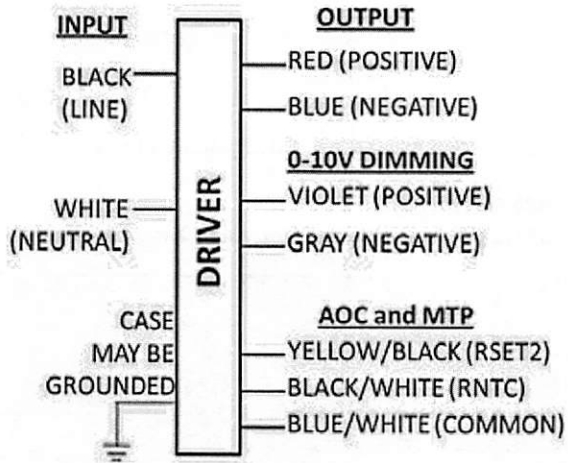 INPUT
BLACK
(LINE)
WHITE
(NEUTRAL)
CASE
MAY BE
GROUNDED
DRIVER
OUTPUT
RED (POSITIVE)
BLUE (NEGATIVE)
0-10V DIMMING
VIOLET (POSITIVE)
GRAY (NEGATIVE)
AOC and MTP
YELLOW/BLACK (RSET2)
BLACK/WHITE (RNTC)
BLUE/WHITE (COMMON)